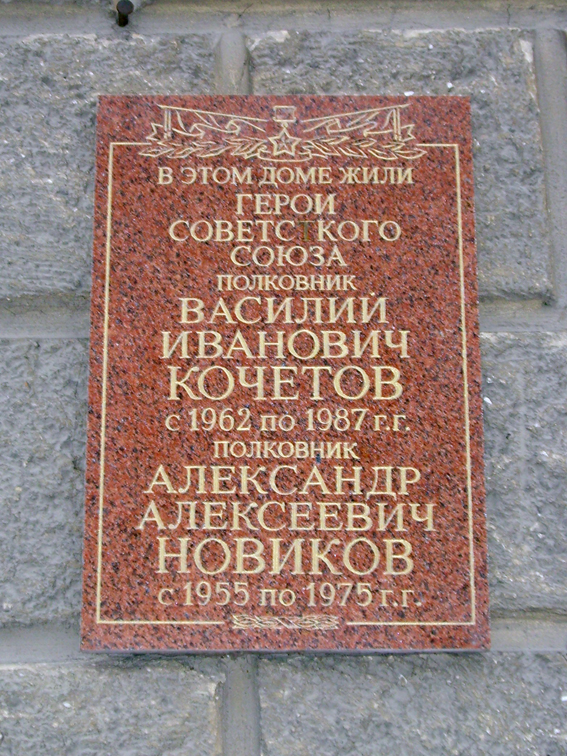 В ЭТОМ ДОМЕ ЖИЛИ
ГЕРОИ
СОВЕТСКОГО
СОЮЗА
ПОЛКОВНИК
ВАСИЛИЙ
ИВАНОВИЧ
КОЧЕТОВ
с 1962 по 1987 г.г.
ПОЛКОВНИК
АЛЕКСАНДР
АЛЕКСЕЕВИЧ
НОВИКОВ
с 1955 по 1975 г.г.